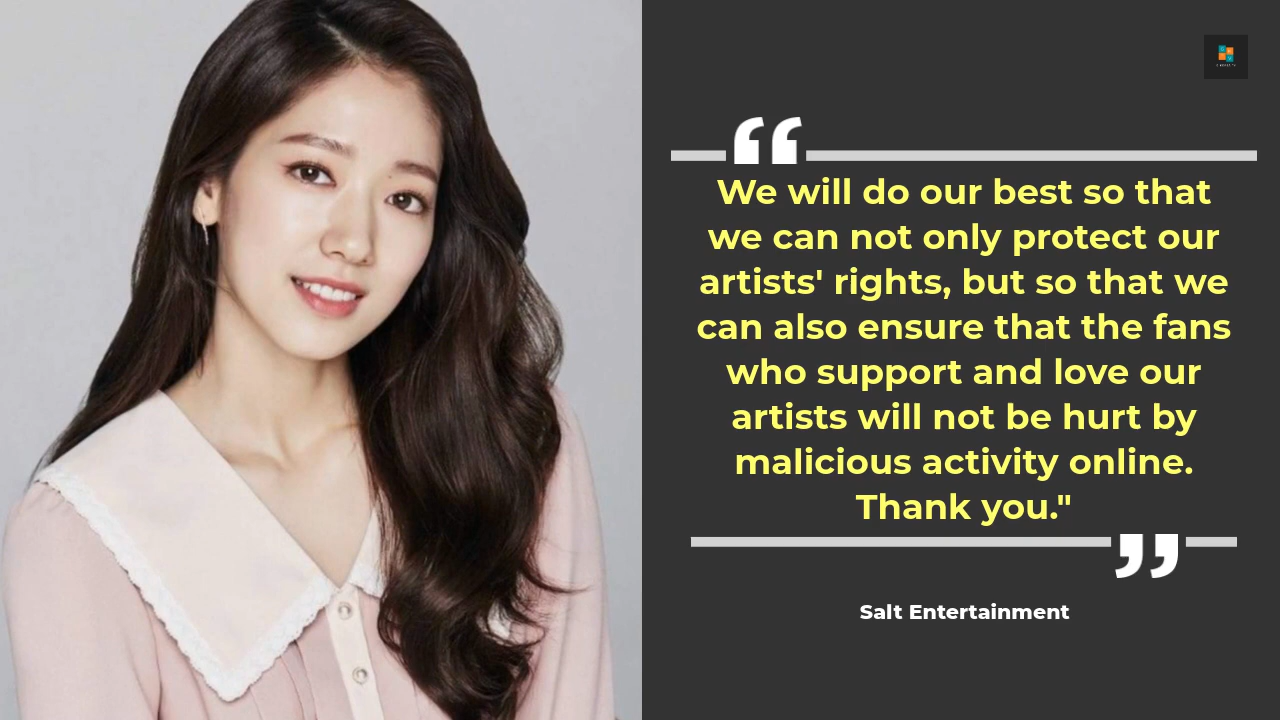 We will do our best so that
we can not only protect our
artists' rights, but so that we
can also ensure that the fans
who support and love our
artists will not be hurt by
malicious activity online.
Thank you."
Salt Entertainment